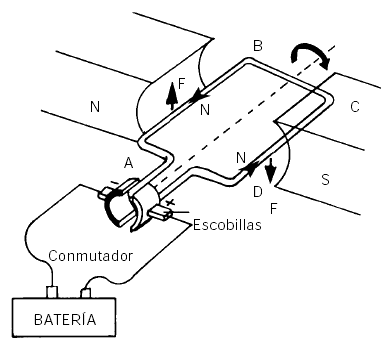 B
F
N
N
C
A
N
D
S
F
- +
Escobillas
Conmutador
BATERÍA